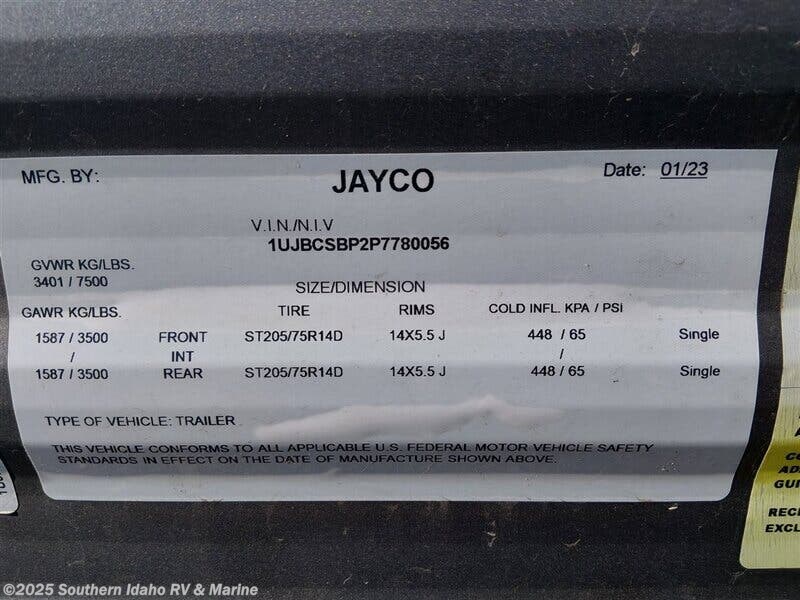 MFG. BY: JAYCO Date: 01/23
V.I.N./N.I.V
1UJBCSBP2P7780056
GVWR KG/LBS.
3401 / 7500
SIZE/DIMENSION
GAWR KG/LBS. TIRE RIMS COLD INFL. KPA / PSI
1587 / 3500 FRONT ST205/75R14D 14X5.5 J 448 / 65 Single
/ INT /
1587 / 3500 REAR ST205/75R14D 14X5.5 J 448 / 65 Single
TYPE OF VEHICLE: TRAILER
THIS VEHICLE CONFORMS TO ALL APPLICABLE U.S. FEDERAL MOTOR VEHICLE SAFETY
STANDARDS IN EFFECT ON THE DATE OF MANUFACTURE SHOWN ABOVE.
©2025 Southern Idaho RV & Marine